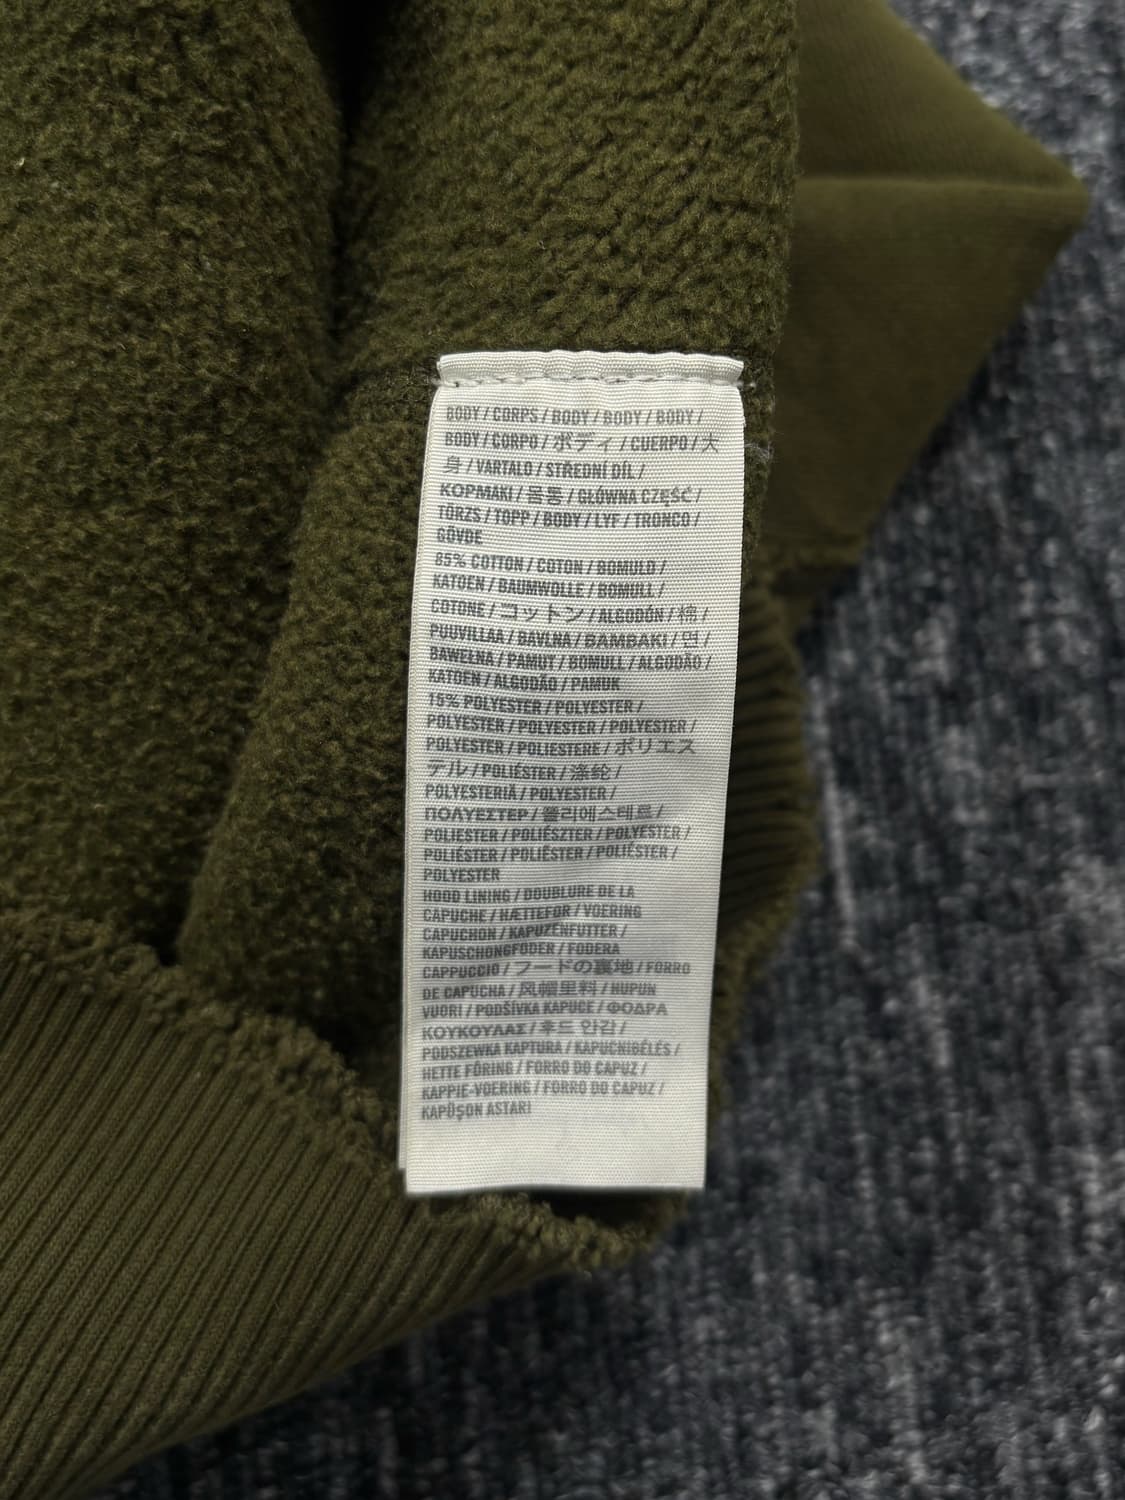 BODY / CORPS / BODY / BODY / BODY /
BODY / CORPO / ボディ / CUERPO / 大
身 / VARTALO / STŘEDNÍ DÍL /
ΚΟΡΜΑΚΙ / 몸통 / GŁÓWNA CZĘŚĆ /
TÖRZS / TOPP / BODY / LYF / TRONCO /
GÖVDE
85% COTTON / COTON / BOMULD /
KATOEN / BAUMWOLLE / BOMULL /
COTONE / コットン / ALGODÓN / 棉 /
PUUVILLAA / BAVLNA / ΒΑΜΒΑΚΙ / 면 /
BAWEŁNA / PAMUT / BOMULL / ALGODÃO /
KATOEN / ALGODÃO / PAMUK
15% POLYESTER / POLYESTER /
POLYESTER / POLYESTER / POLYESTER /
POLYESTER / POLIESTERE / ポリエス
テル / POLIÉSTER / 涤纶 /
POLYESTERIÄ / POLYESTER /
ΠΟΛΥΕΣΤΕΡ / 폴리에스테르 /
POLIESTER / POLIÉSZTER / POLYESTER /
POLIÉSTER / POLIËSTER / POLIÉSTER /
POLYESTER
HOOD LINING / DOUBLURE DE LA
CAPUCHE / HÆTTEFOR / VOERING
CAPUCHON / KAPUZENFUTTER /
KAPUSCHONGFODER / FODERA
CAPPUCCIO / フードの裏地 / FORRO
DE CAPUCHA / 风帽里料 / HUPUN
VUORI / PODŠÍVKA KAPUCE / ΦΟΔΡΑ
ΚΟΥΚΟΥΛΑΣ / 후드 안감 /
PODSZEWKA KAPTURA / KAPUCNIBÉLÉS /
HETTE FÔRING / FORRO DO CAPUZ /
KAPPIE-VOERING / FORRO DO CAPUZ /
KAPÜŞON ASTARI